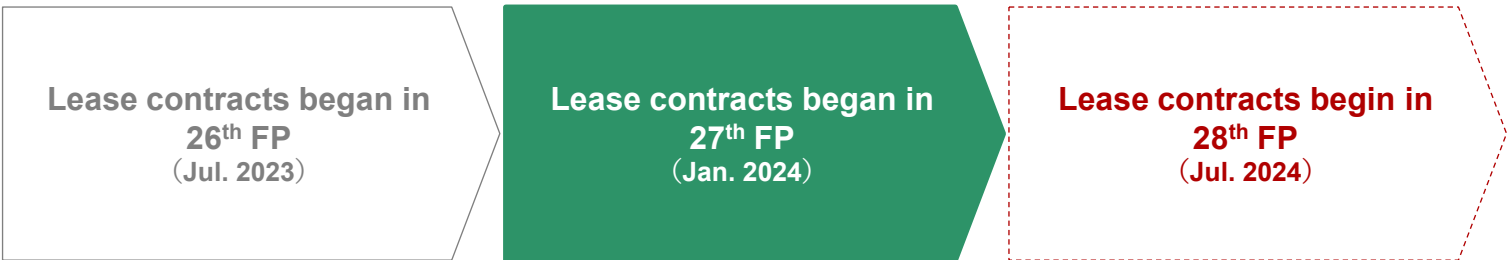 Lease contracts began in
26th FP
（Jul. 2023）
Lease contracts began in
27th FP
（Jan. 2024）
Lease contracts begin in
28th FP
（Jul. 2024）